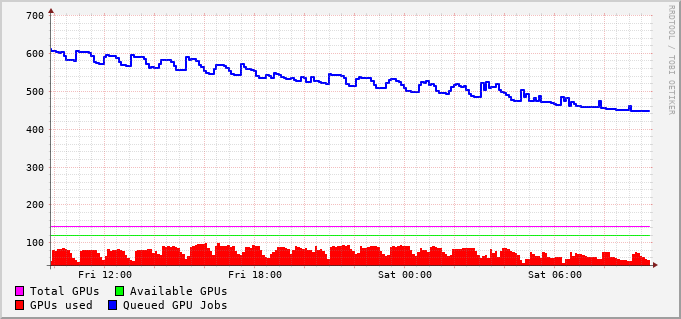 700
600
500
400
300
200
100
Fri 12:00 Fri 18:00 Sat 00:00 Sat 06:00
Total GPUs Available GPUs
GPUs used Queued GPU Jobs
RRDTOOL / TOBI OETIKER